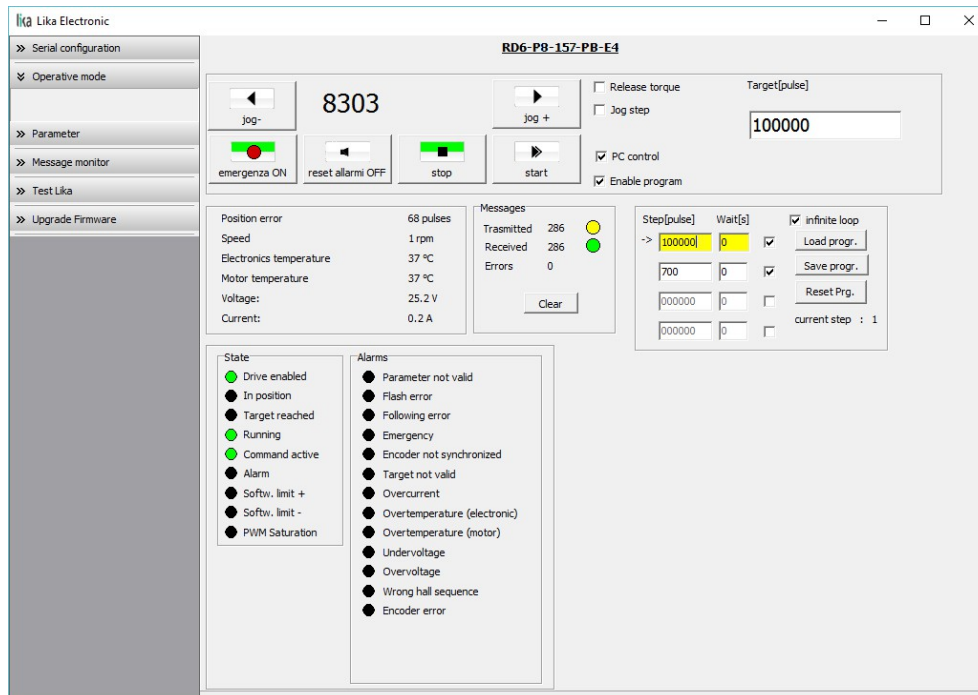 lika Lika Electronic
» Serial configuration
Operative mode
» Parameter
» Message monitor
» Test Lika
» Upgrade Firmware
RD6-P8-157-PB-E4
jog-
8303
jog +
Release torque
Jog step
Target[pulse]
100000
emergenza ON
reset allarmi OFF
stop
start
PC control
Enable program
Position error 68 pulses
Speed 1 rpm
Electronics temperature 37 ºC
Motor temperature 37 ºC
Voltage: 25.2 V
Current: 0.2 A
Messages
Trasmitted 286
Received 286
Errors 0
Clear
Step[pulse] Wait[s] infinite loop
-> 100000 0 Load progr.
700 0 Save progr.
000000 0 Reset Prg.
000000 0 current step : 1
State
Drive enabled
In position
Target reached
Running
Command active
Alarm
Softw. limit +
Softw. limit -
PWM Saturation
Alarms
Parameter not valid
Flash error
Following error
Emergency
Encoder not synchronized
Target not valid
Overcurrent
Overtemperature (electronic)
Overtemperature (motor)
Undervoltage
Overvoltage
Wrong hall sequence
Encoder error